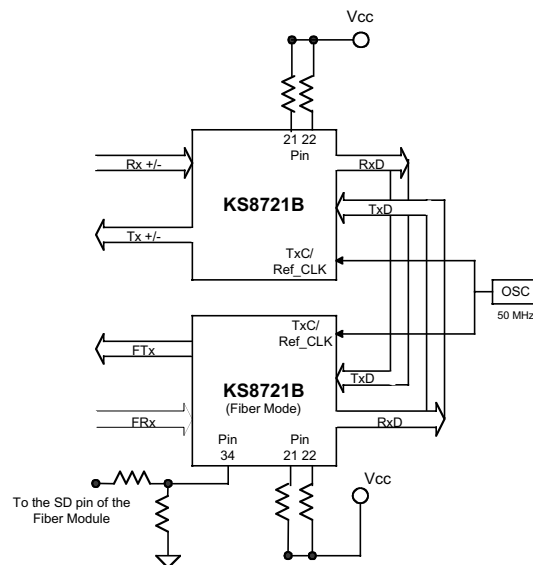 Vcc
21 22
Pin
Rx +/-
RxD
KS8721B
TxD
Tx +/-
TxC/
Ref_CLK
OSC
50 MHz
TxC/
Ref_CLK
FTx
KS8721B
TxD
(Fiber Mode)
FRx
RxD
Pin
34
Pin
21 22
Vcc
To the SD pin of the
Fiber Module